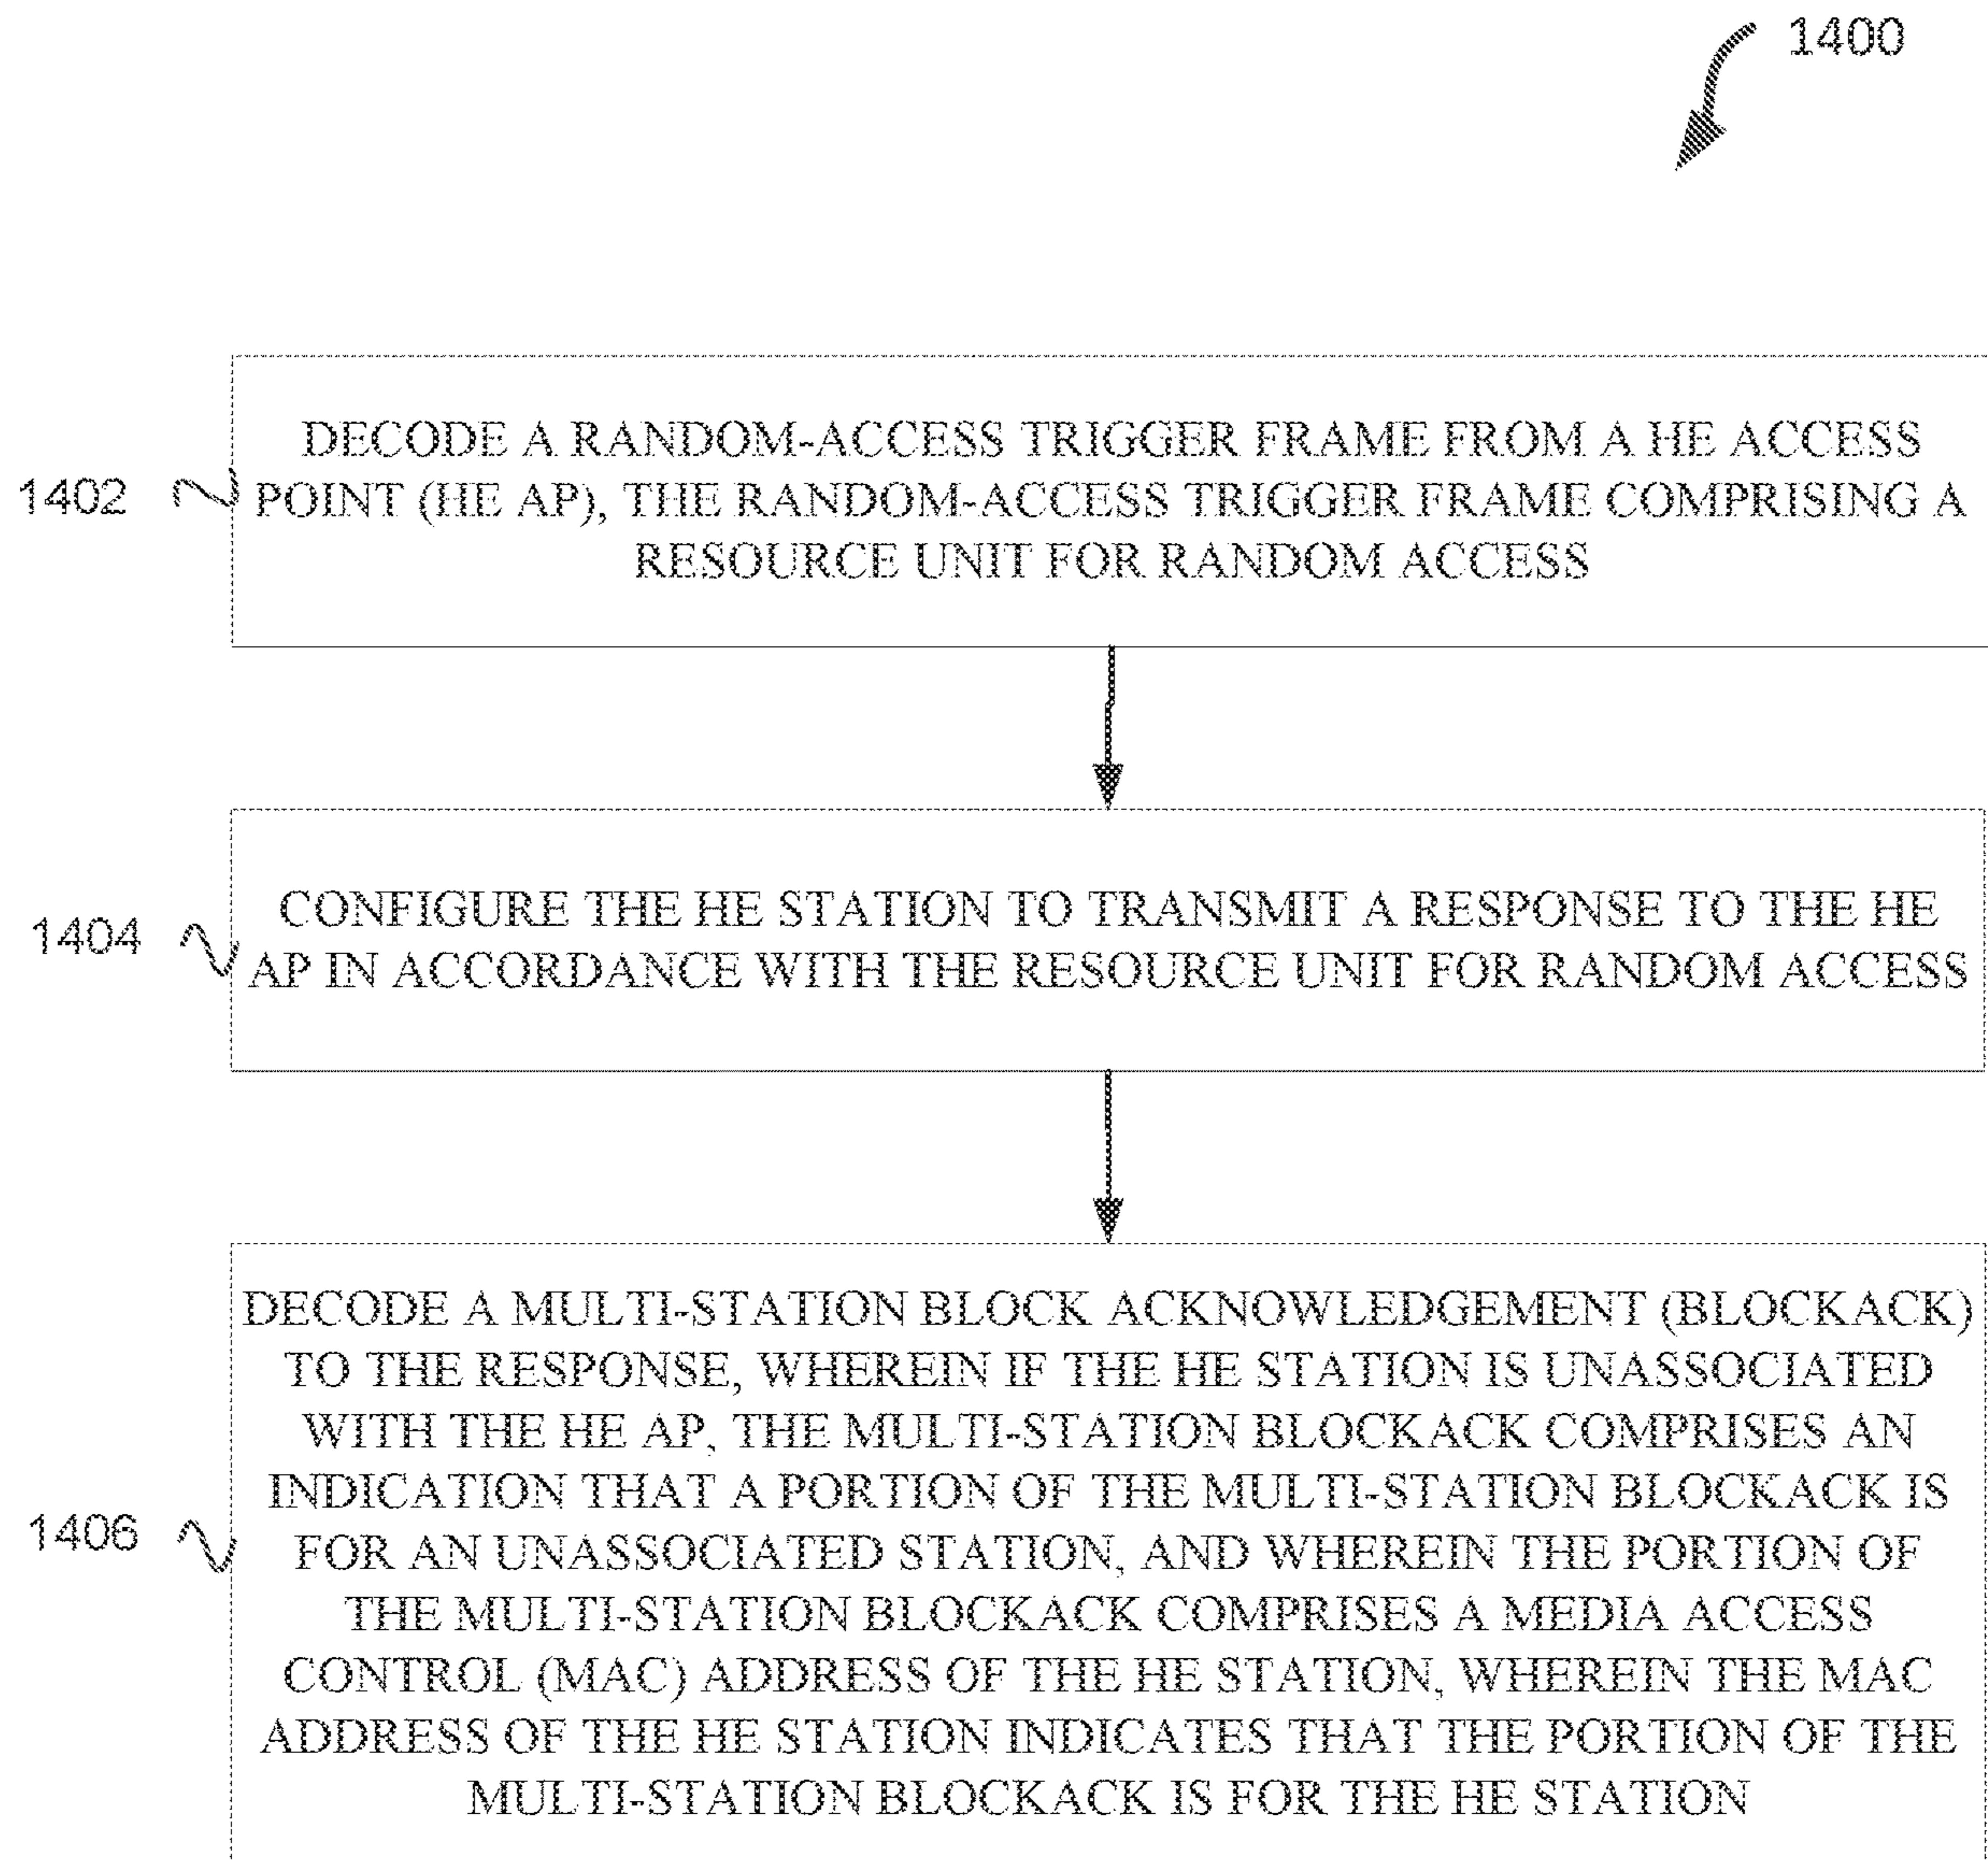 1400
DECODE A RANDOM-ACCESS TRIGGER FRAME FROM A HE ACCESS
1402
POINT (HE AP), THE RANDOM-ACCESS TRIGGER FRAME COMPRISING A
RESOURCE UNIT FOR RANDOM ACCESS
CONFIGURE THE HE STATION TO TRANSMIT A RESPONSE TO THE HE
1404
AP IN ACCORDANCE WITH THE RESOURCE UNIT FOR RANDOM ACCESS
DECODE A MULTI-STATION BLOCK ACKNOWLEDGEMENT (BLOCKACK)
TO THE RESPONSE, WHEREIN IF THE HE STATION IS UNASSOCIATED
WITH THE HE AP, THE MULTI-STATION BLOCKACK COMPRISES AN
INDICATION THAT A PORTION OF THE MULTI-STATION BLOCKACK IS
1406
FOR AN UNASSOCIATED STATION, AND WHEREIN THE PORTION OF
THE MULTI-STATION BLOCKACK COMPRISES A MEDIA ACCESS
CONTROL (MAC) ADDRESS OF THE HE STATION, WHEREIN THE MAC
ADDRESS OF THE HE STATION INDICATES THAT THE PORTION OF THE
MULTI-STATION BLOCKACK IS FOR THE HE STATION